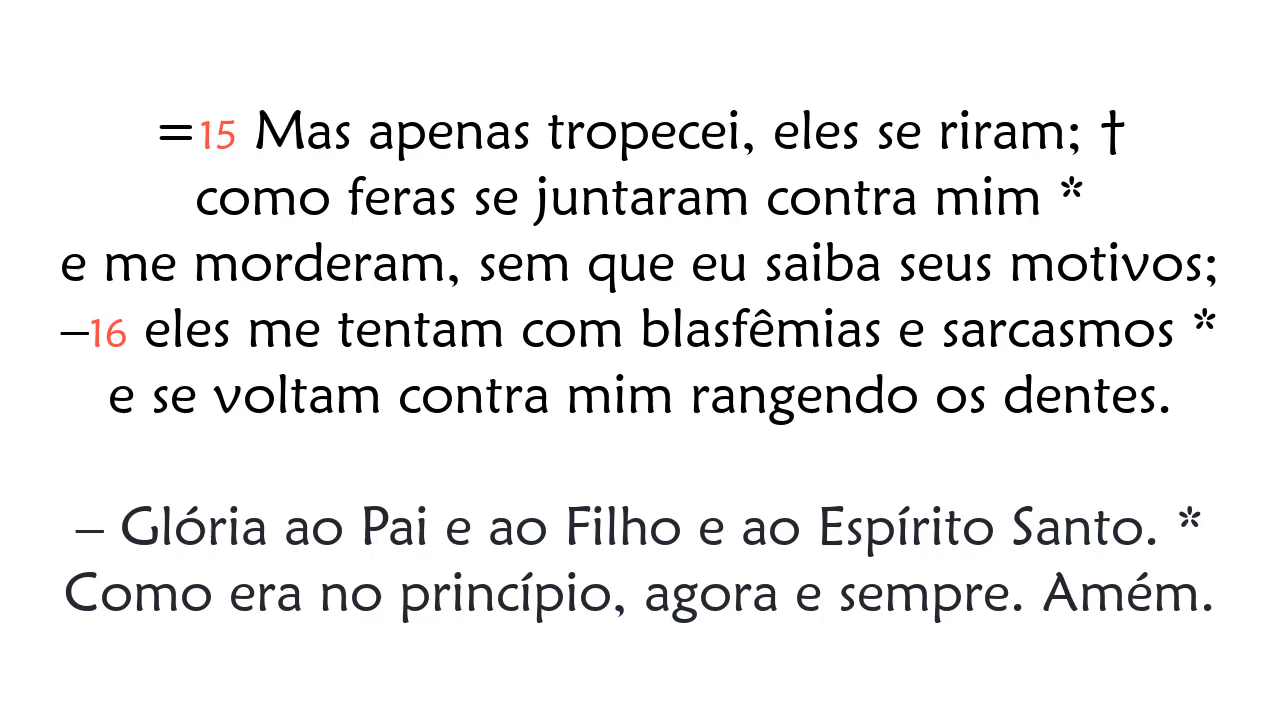 =15 Mas apenas tropecei, eles se riram; †
como feras se juntaram contra mim *
e me morderam, sem que eu saiba seus motivos;
–16 eles me tentam com blasfêmias e sarcasmos *
e se voltam contra mim rangendo os dentes.
– Glória ao Pai e ao Filho e ao Espírito Santo. *
Como era no princípio, agora e sempre. Amém.